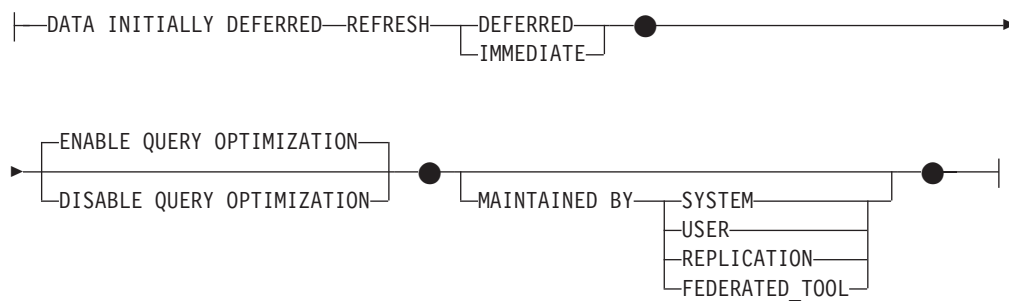 DATA INITIALLY DEFERRED REFRESH DEFERRED
IMMEDIATE
ENABLE QUERY OPTIMIZATION
DISABLE QUERY OPTIMIZATION
MAINTAINED BY SYSTEM
USER
REPLICATION
FEDERATED_TOOL